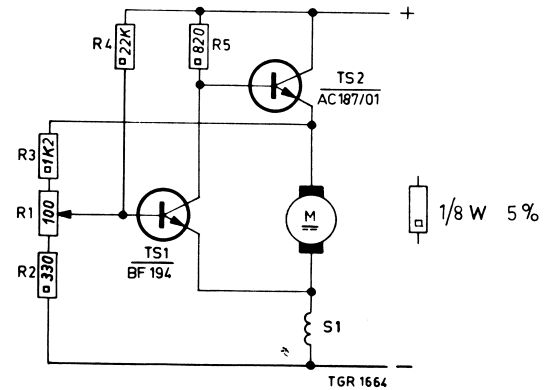 +
R4
22K
820
R5
TS2
AC187/01
R3
1K2
R1
100
M
1/8 W 5%
TS1
BF 194
R2
330
S1
−
TGR 1664